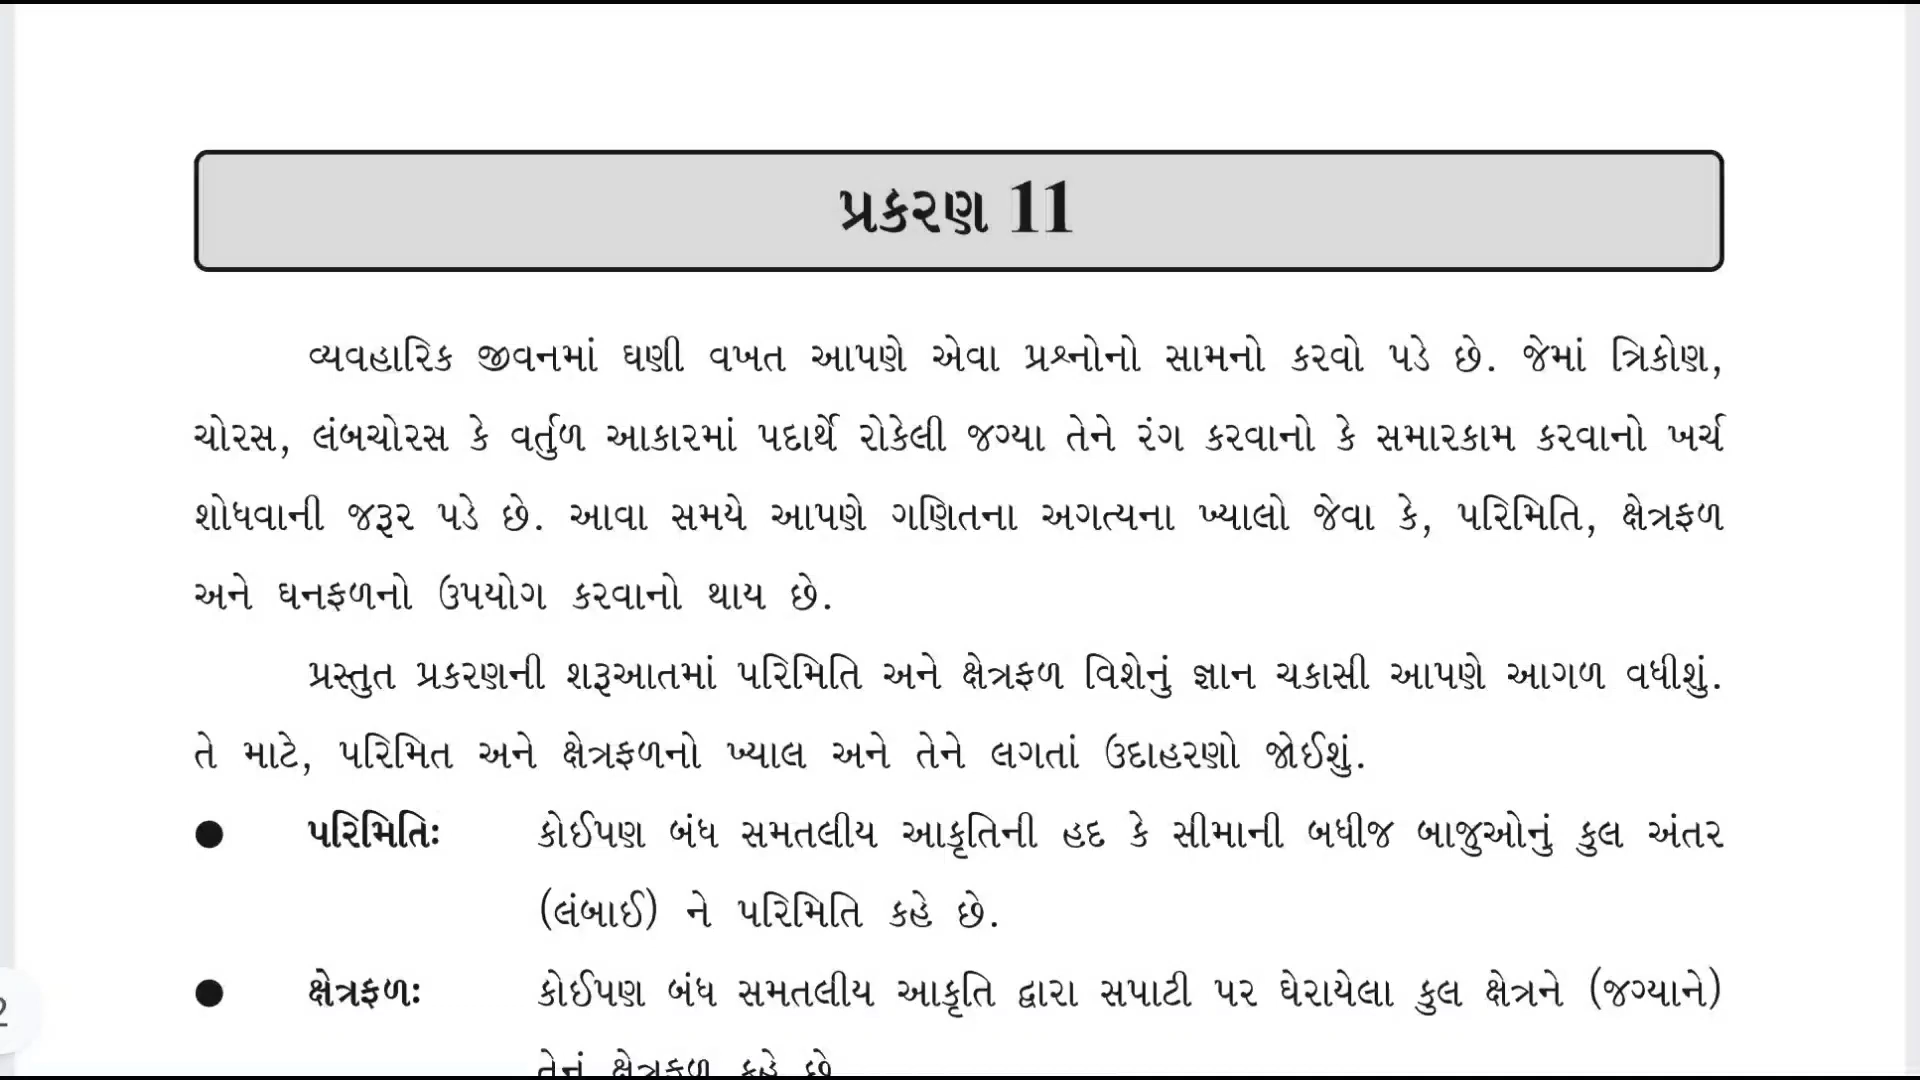 પ્રકરણ 11
વ્યવહારિક જીવનમાં ઘણી વખત આપણે એવા પ્રશ્નોનો સામનો કરવો પડે છે. જેમાં ત્રિકોણ,
ચોરસ, લંબચોરસ કે વર્તુળ આકારમાં પદાર્થે રોકેલી જગ્યા તેને રંગ કરવાનો કે સમારકામ કરવાનો ખર્ચ
શોધવાની જરૂર પડે છે. આવા સમયે આપણે ગણિતના અગત્યના ખ્યાલો જેવા કે, પરિમિતિ, ક્ષેત્રફળ
અને ઘનફળનો ઉપયોગ કરવાનો થાય છે.
પ્રસ્તુત પ્રકરણની શરૂઆતમાં પરિમિતિ અને ક્ષેત્રફળ વિશેનું જ્ઞાન ચકાસી આપણે આગળ વધીશું.
તે માટે, પરિમિત અને ક્ષેત્રફળનો ખ્યાલ અને તેને લગતાં ઉદાહરણો જોઈશું.
● પરિમિતિઃ કોઈપણ બંધ સમતલીય આકૃતિની હદ કે સીમાની બધીજ બાજુઓનું કુલ અંતર
(લંબાઈ) ને પરિમિતિ કહે છે.
● ક્ષેત્રફળઃ કોઈપણ બંધ સમતલીય આકૃતિ દ્વારા સપાટી પર ઘેરાયેલા કુલ ક્ષેત્રને (જગ્યાને)
તેનું ક્ષેત્રફળ કહે છે
2